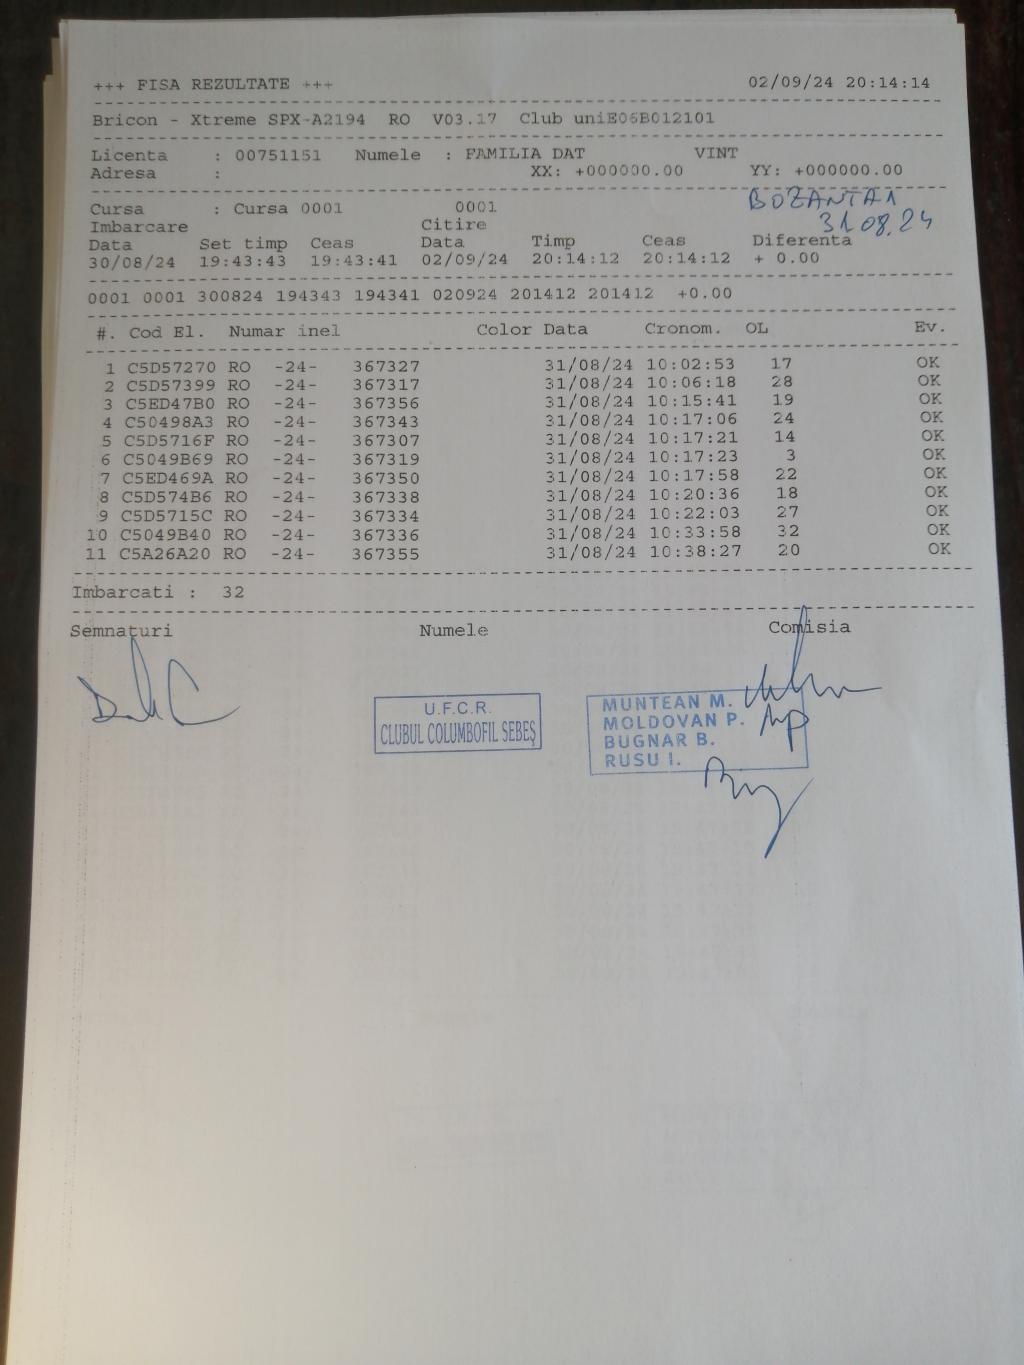 +++ FISA REZULTATE +++ 02/09/24 20:14:14
Bricon - Xtreme SPX-A2194 RO V03.17 Club uniE06B012101
Licenta : 00751151 Numele : FAMILIA DAT VINT
Adresa : XX: +000000.00 YY: +000000.00
BOZANTA 1
Cursa : Cursa 0001 0001
31.08.24
Imbarcare Citire
Data Set timp Ceas Data Timp Ceas Diferenta
30/08/24 19:43:43 19:43:41 02/09/24 20:14:12 20:14:12 + 0.00
0001 0001 300824 194343 194341 020924 201412 201412 +0.00
#. Cod El. Numar inel Color Data Cronom. OL Ev.
1 C5D57270 RO -24- 367327 31/08/24 10:02:53 17 OK
2 C5D57399 RO -24- 367317 31/08/24 10:06:18 28 OK
3 C5ED47B0 RO -24- 367356 31/08/24 10:15:41 19 OK
4 C50498A3 RO -24- 367343 31/08/24 10:17:06 24 OK
5 C5D5716F RO -24- 367307 31/08/24 10:17:21 14 OK
6 C5049B69 RO -24- 367319 31/08/24 10:17:23 3 OK
7 C5ED469A RO -24- 367350 31/08/24 10:17:58 22 OK
8 C5D574B6 RO -24- 367338 31/08/24 10:20:36 18 OK
9 C5D5715C RO -24- 367334 31/08/24 10:22:03 27 OK
10 C5049B40 RO -24- 367336 31/08/24 10:33:58 32 OK
11 C5A26A20 RO -24- 367355 31/08/24 10:38:27 20 OK
Imbarcati : 32
Semnaturi Numele Comisia
U.F.C.R.
CLUBUL COLUMBOFIL SEBEȘ
MUNTEAN M.
MOLDOVAN P.
BUGNAR B.
RUSU I.